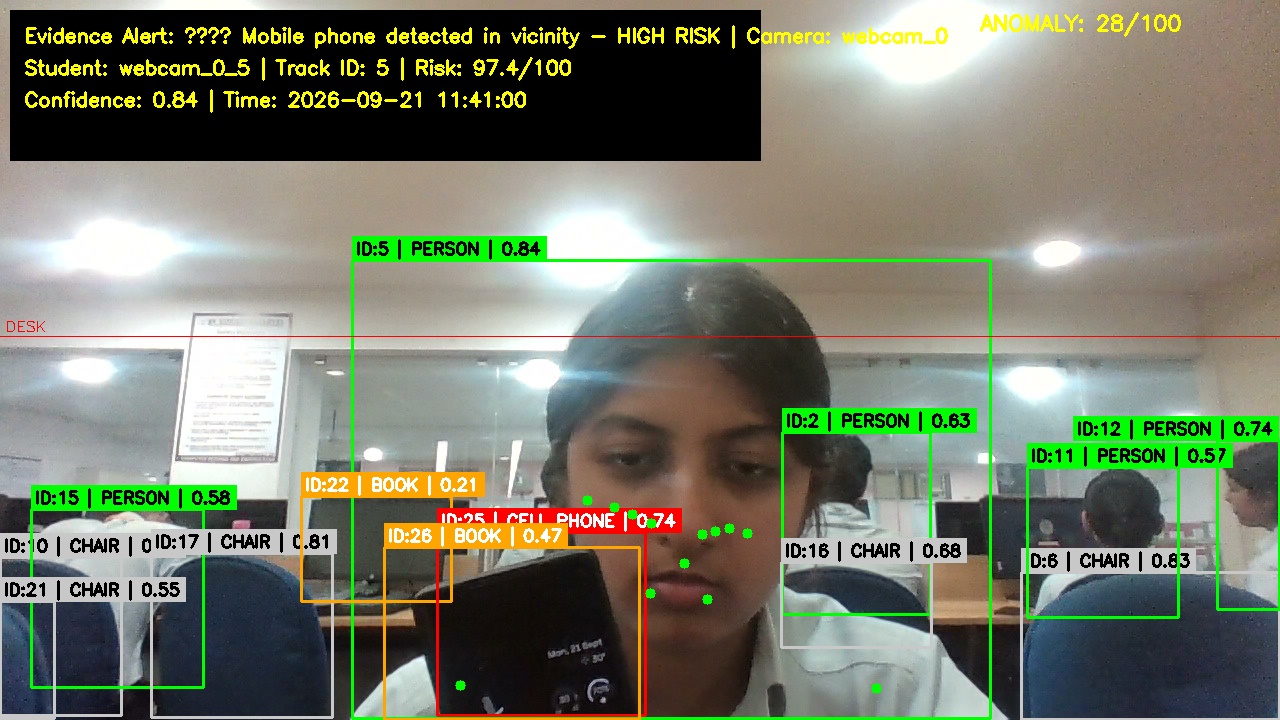 Evidence Alert: ???? Mobile phone detected in vicinity - HIGH RISK | Camera: webcam_0
ANOMALY: 28/100
Student: webcam_0_5 | Track ID: 5 | Risk: 97.4/100
Confidence: 0.84 | Time: 2026-09-21 11:41:00
ID:5 | PERSON | 0.84
DESK
ID:2 | PERSON | 0.63
ID:12 | PERSON | 0.74
ID:11 | PERSON | 0.57
ID:22 | BOOK | 0.21
ID:15 | PERSON | 0.58
ID:25 | CELL PHONE | 0.74
ID:26 | BOOK | 0.47
ID:10 | CHAIR | 0
ID:17 | CHAIR | 0.81
ID:16 | CHAIR | 0.68
D:6 | CHAIR | 0.83
ID:21 | CHAIR | 0.55
Mon, 21 Sept
30°